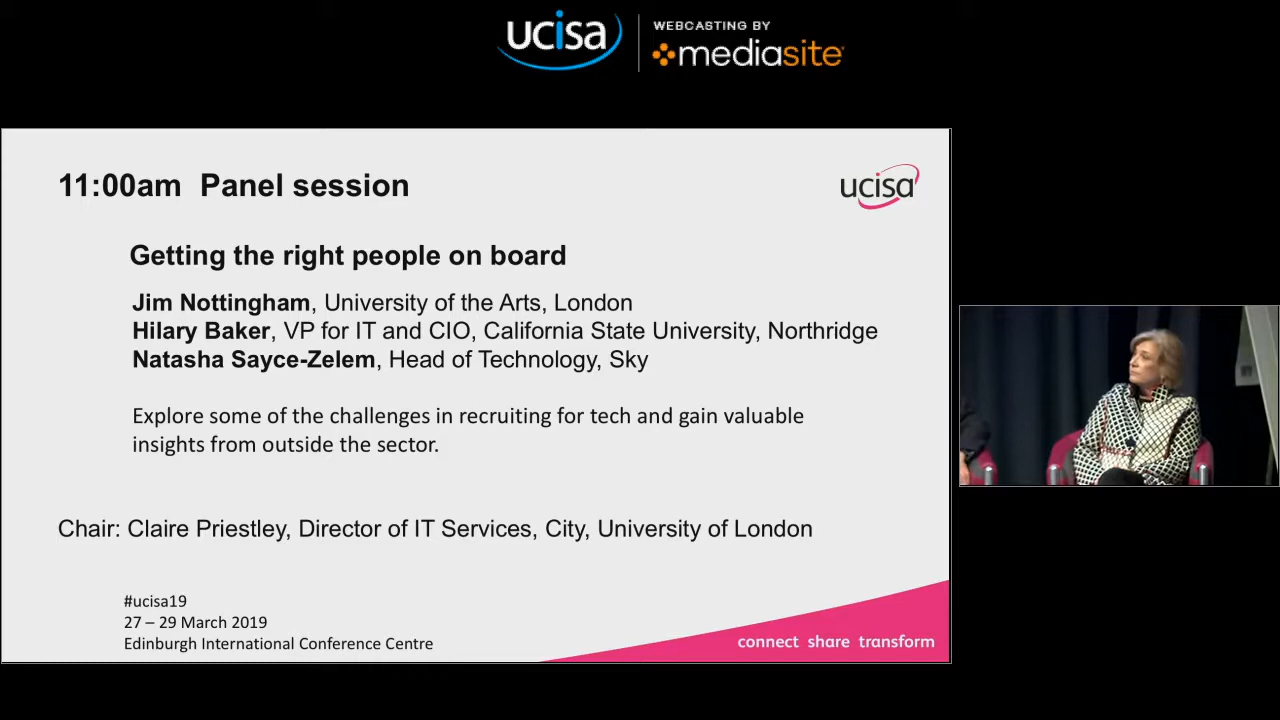 ucisa
WEBCASTING BY
mediasite
11:00am Panel session
ucisa
Getting the right people on board
Jim Nottingham, University of the Arts, London
Hilary Baker, VP for IT and CIO, California State University, Northridge
Natasha Sayce-Zelem, Head of Technology, Sky
Explore some of the challenges in recruiting for tech and gain valuable
insights from outside the sector.
Chair: Claire Priestley, Director of IT Services, City, University of London
#ucisa19
27 – 29 March 2019
Edinburgh International Conference Centre
connect share transform